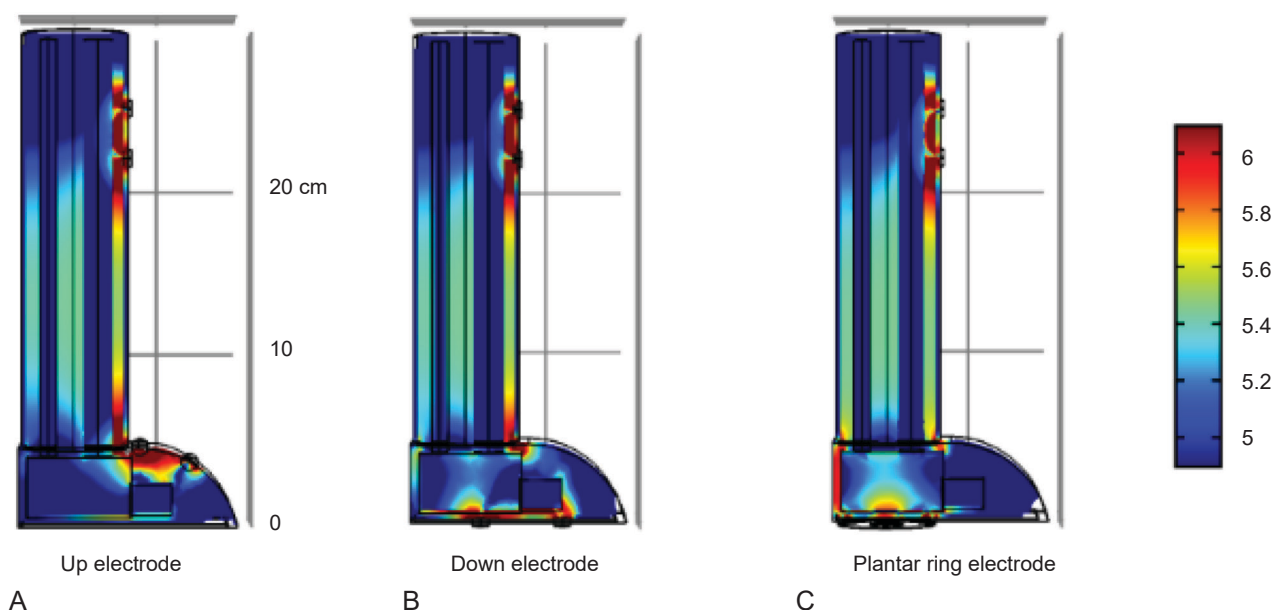 20 cm
10
0
6
5.8
5.6
5.4
5.2
5
Up electrode
Down electrode
Plantar ring electrode
A
B
C